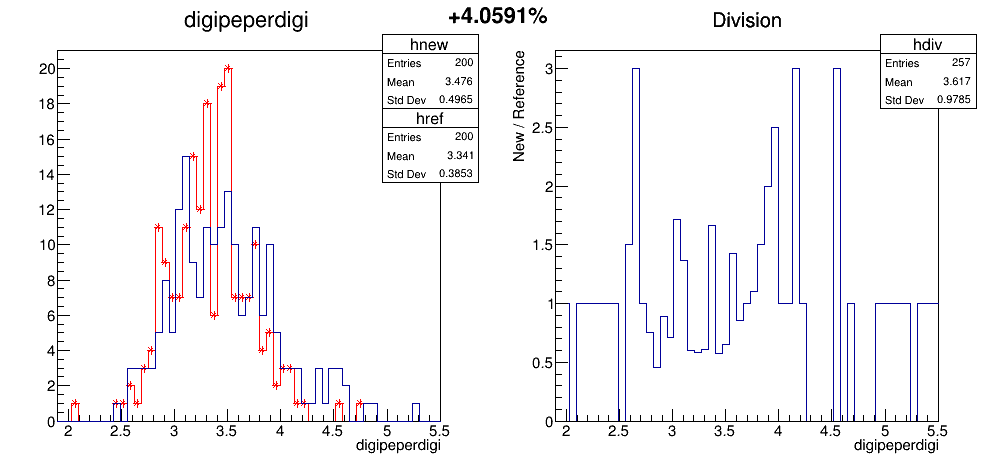 +4.0591%
digipeperdigi
hnew
Entries 200
Mean 3.476
Std Dev 0.4965
href
Entries 200
Mean 3.341
Std Dev 0.3853
20
18
16
14
12
10
8
6
4
2
0
2 2.5 3 3.5 4 4.5 5 5.5
digipeperdigi
Division
hdiv
Entries 257
Mean 3.617
Std Dev 0.9785
New / Reference
3
2.5
2
1.5
1
0.5
0
2 2.5 3 3.5 4 4.5 5 5.5
digipeperdigi